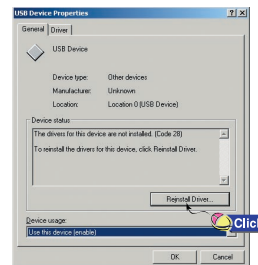 USB Device Properties
General Driver
USB Device
Device type: Other devices
Manufacturer: Unknown
Location: Location 0 (USB Device)
Device status
The drivers for this device are not installed. (Code 28)
To reinstall the drivers for this device, click Reinstall Driver.
Reinstall Driver...
Clic
Device usage:
Use this device (enable)
OK Cancel